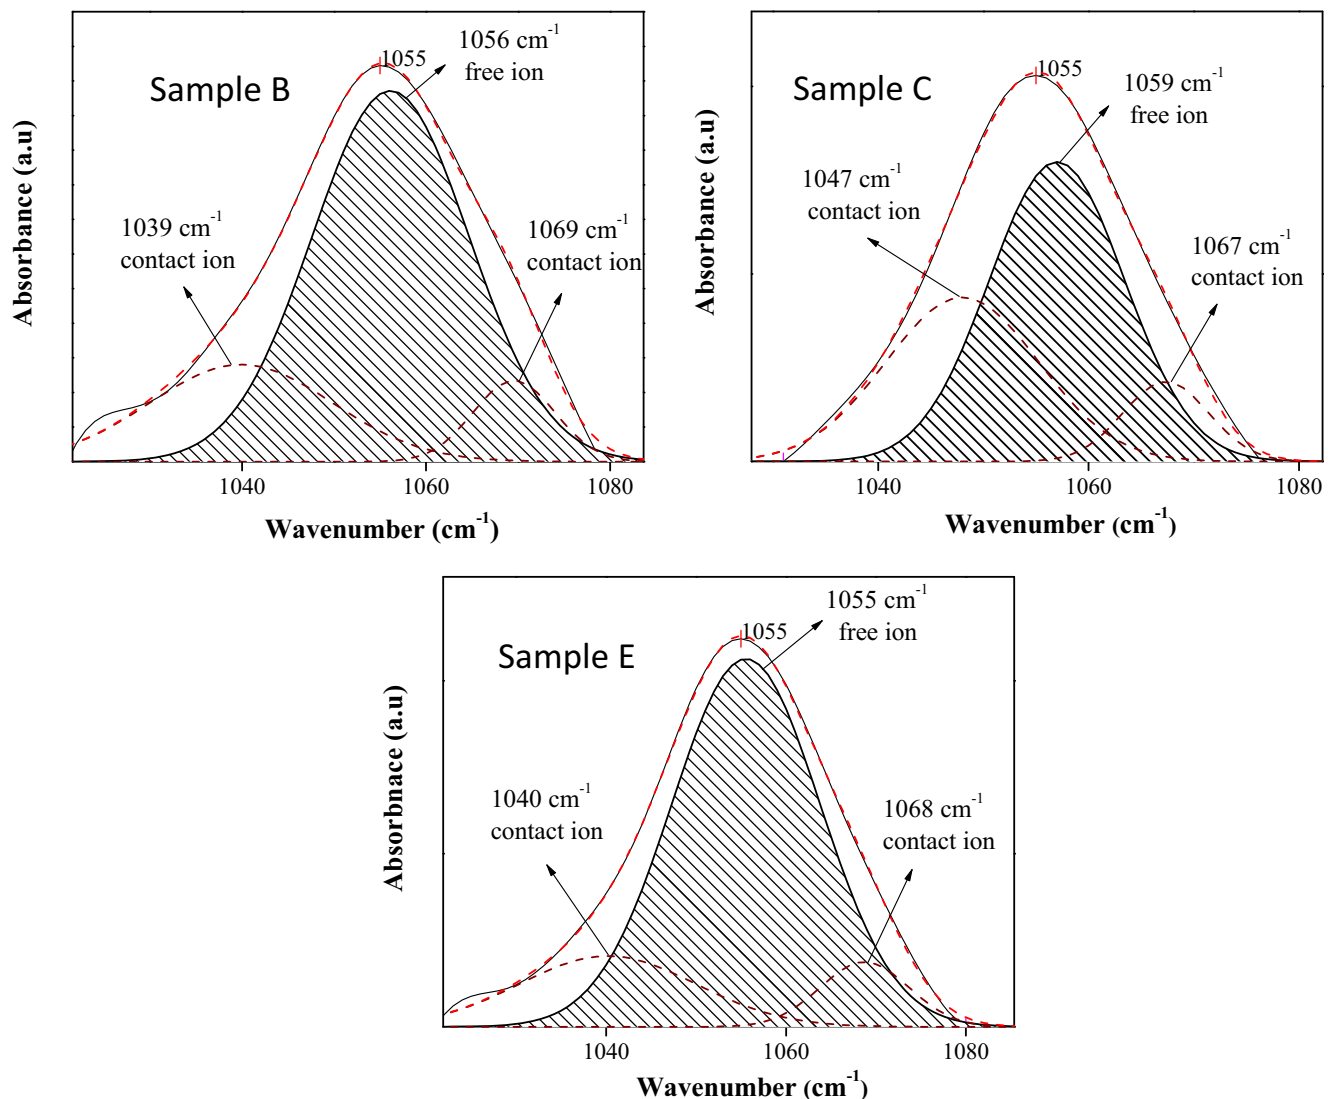 Sample B
1055
1056 cm-1
free ion
1039 cm-1
contact ion
1069 cm-1
contact ion
Absorbance (a.u)
1040
1060
1080
Wavenumber (cm-1)
Sample C
1055
1059 cm-1
free ion
1047 cm-1
contact ion
1067 cm-1
contact ion
Absorbance (a.u)
1040
1060
1080
Wavenumber (cm-1)
Sample E
1055
1055 cm-1
free ion
1040 cm-1
contact ion
1068 cm-1
contact ion
Absorbnace (a.u)
1040
1060
1080
Wavenumber (cm-1)